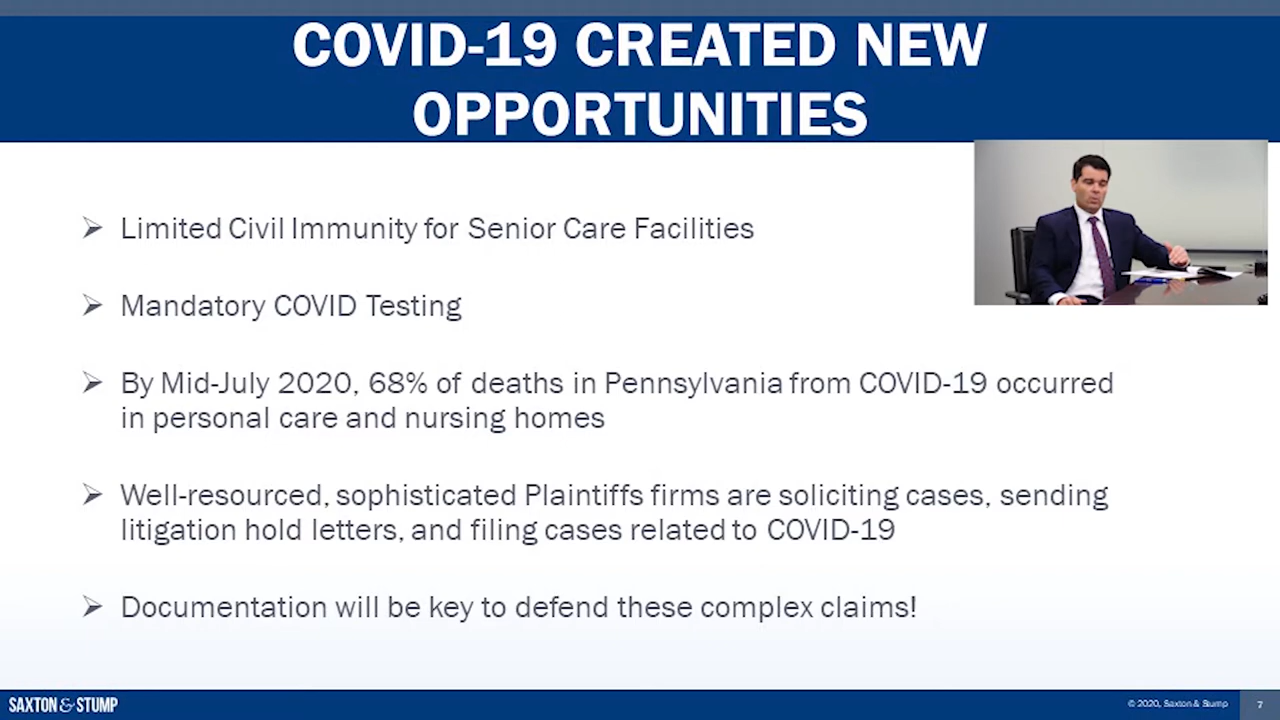 COVID-19 CREATED NEW
OPPORTUNITIES
➢ Limited Civil Immunity for Senior Care Facilities
➢ Mandatory COVID Testing
➢ By Mid-July 2020, 68% of deaths in Pennsylvania from COVID-19 occurred
in personal care and nursing homes
➢ Well-resourced, sophisticated Plaintiffs firms are soliciting cases, sending
litigation hold letters, and filing cases related to COVID-19
➢ Documentation will be key to defend these complex claims!
SAXTON & STUMP
© 2020, Saxton & Stump
7